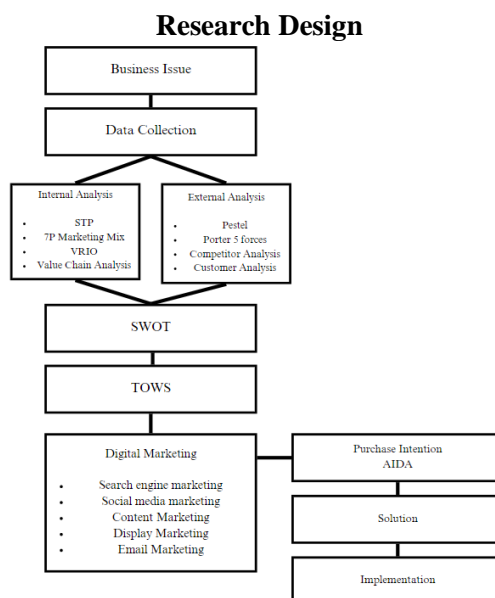 Research Design
Business Issue
Data Collection
Internal Analysis
• STP
• 7P Marketing Mix
• VRIO
• Value Chain Analysis
External Analysis
• Pestel
• Porter 5 forces
• Competitor Analysis
• Customer Analysis
SWOT
TOWS
Digital Marketing
• Search engine marketing
• Social media marketing
• Content Marketing
• Display Marketing
• Email Marketing
Purchase Intention
AIDA
Solution
Implementation